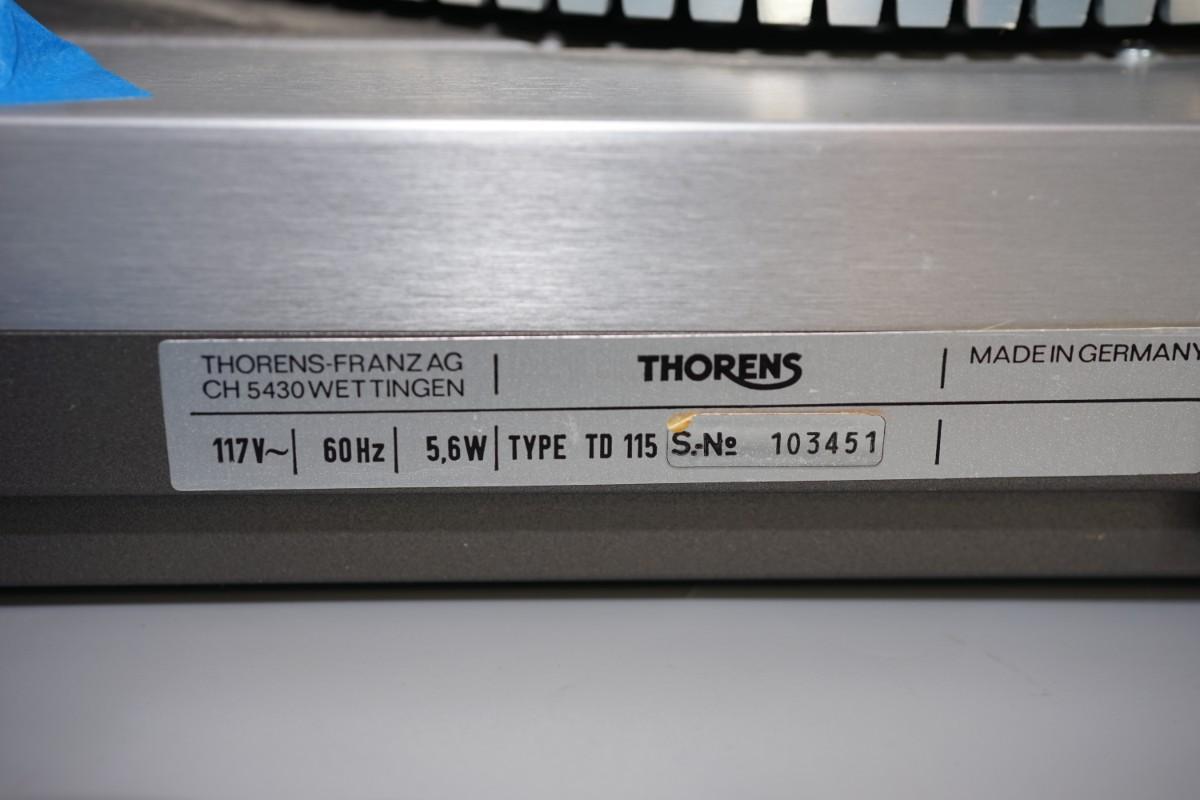 THORENS-FRANZ AG
CH 5430 WETTINGEN
THORENS
MADE IN GERMANY
117V~ 60Hz 5,6W TYPE TD 115 S.-№ 103451